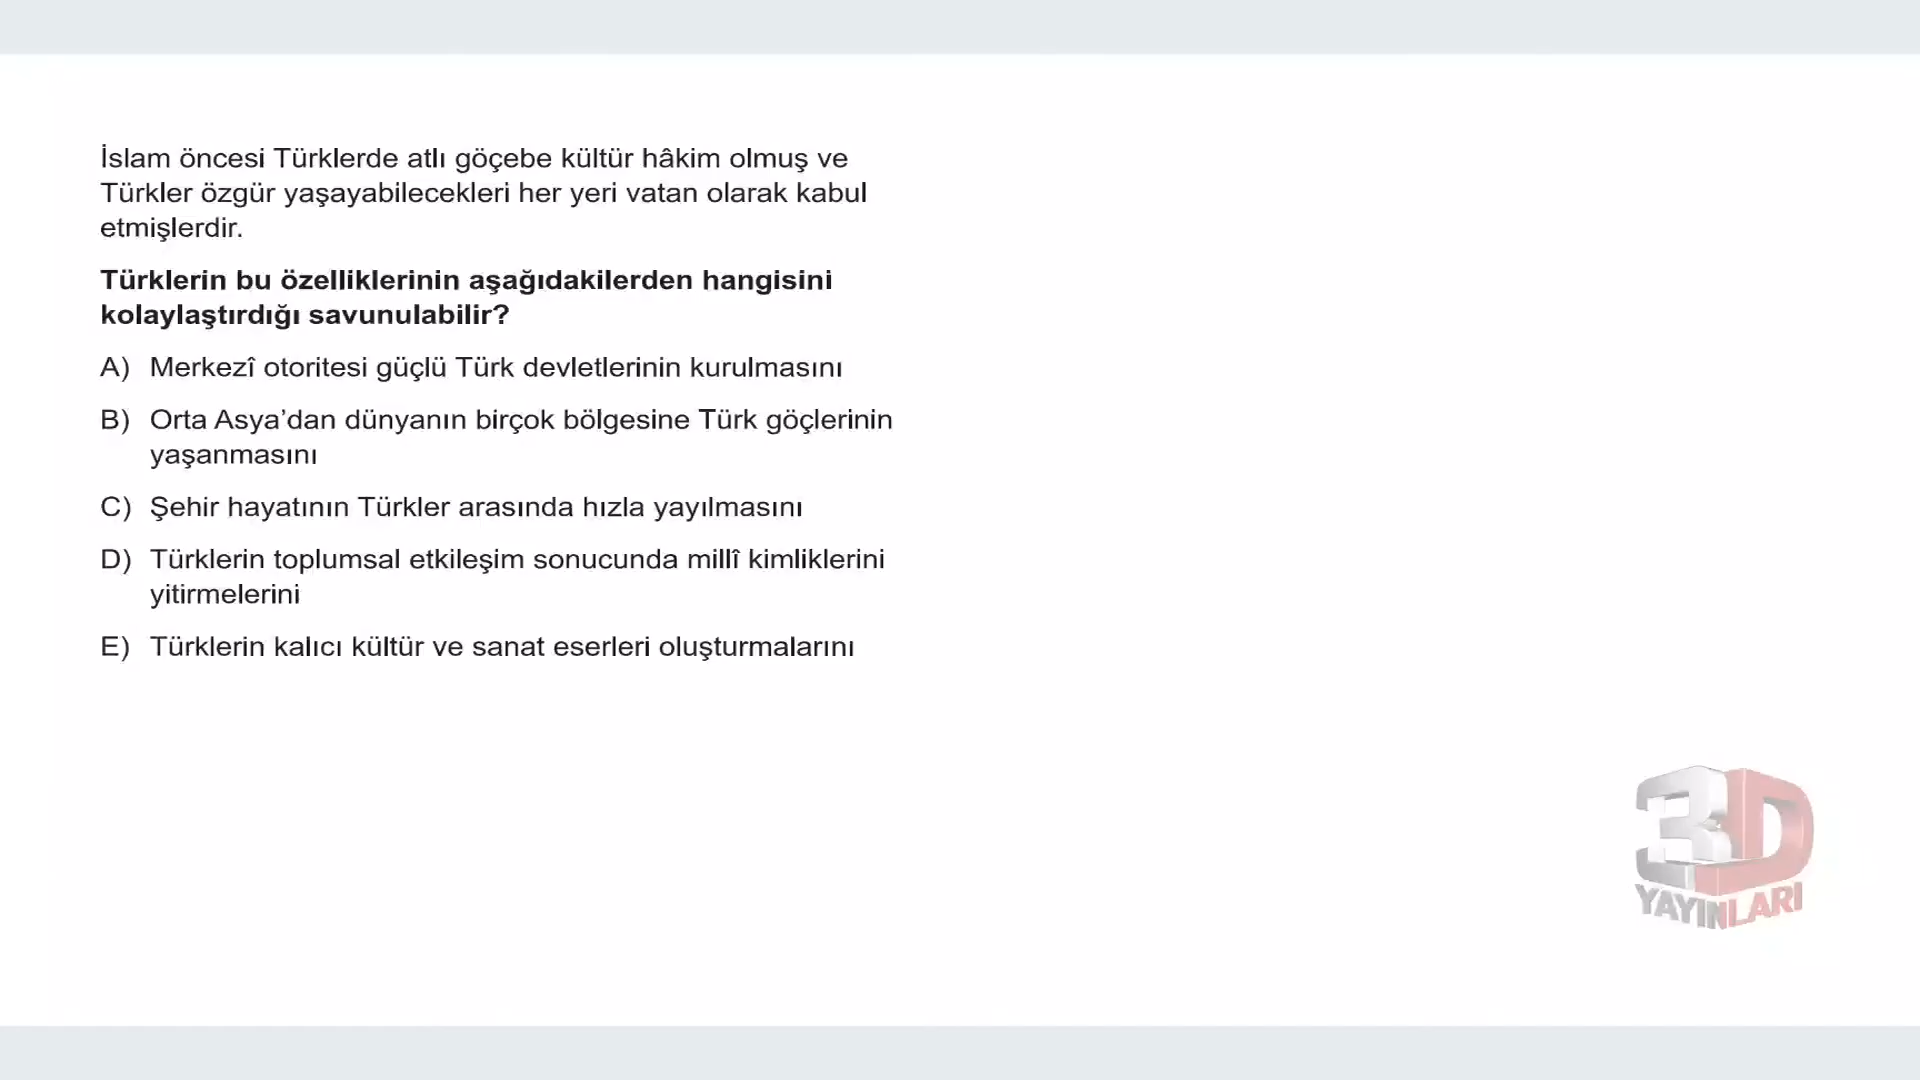 İslam öncesi Türklerde atlı göçebe kültür hâkim olmuş ve
Türkler özgür yaşayabilecekleri her yeri vatan olarak kabul
etmişlerdir.
Türklerin bu özelliklerinin aşağıdakilerden hangisini
kolaylaştırdığı savunulabilir?
A) Merkezî otoritesi güçlü Türk devletlerinin kurulmasını
B) Orta Asya’dan dünyanın birçok bölgesine Türk göçlerinin
yaşanmasını
C) Şehir hayatının Türkler arasında hızla yayılmasını
D) Türklerin toplumsal etkileşim sonucunda millî kimliklerini
yitirmelerini
E) Türklerin kalıcı kültür ve sanat eserleri oluşturmalarını
3D
YAYINLARI